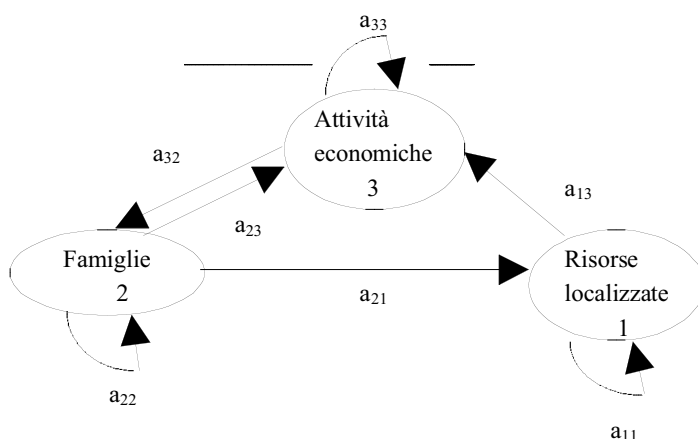 a₃₃
Attività
economiche
3
a₃₂
a₂₃
a₁₃
Famiglie
2
a₂₁
Risorse
localizzate
1
a₂₂
a₁₁